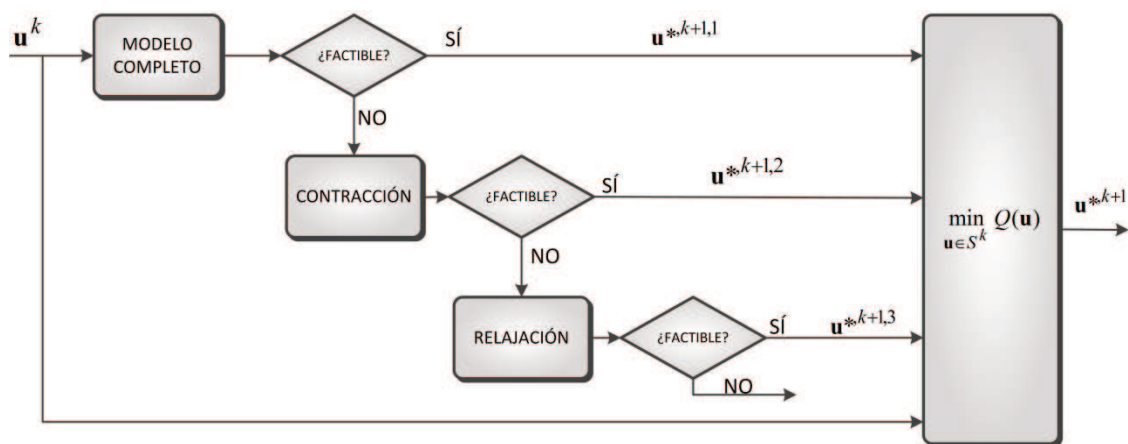 u^k
MODELO
COMPLETO
¿FACTIBLE?
SÍ
u*,k+1,1
NO
CONTRACCIÓN
¿FACTIBLE?
SÍ
u*,k+1,2
NO
RELAJACIÓN
¿FACTIBLE?
SÍ
u*,k+1,3
NO
min Q(u)
u∈S^k
u*,k+1